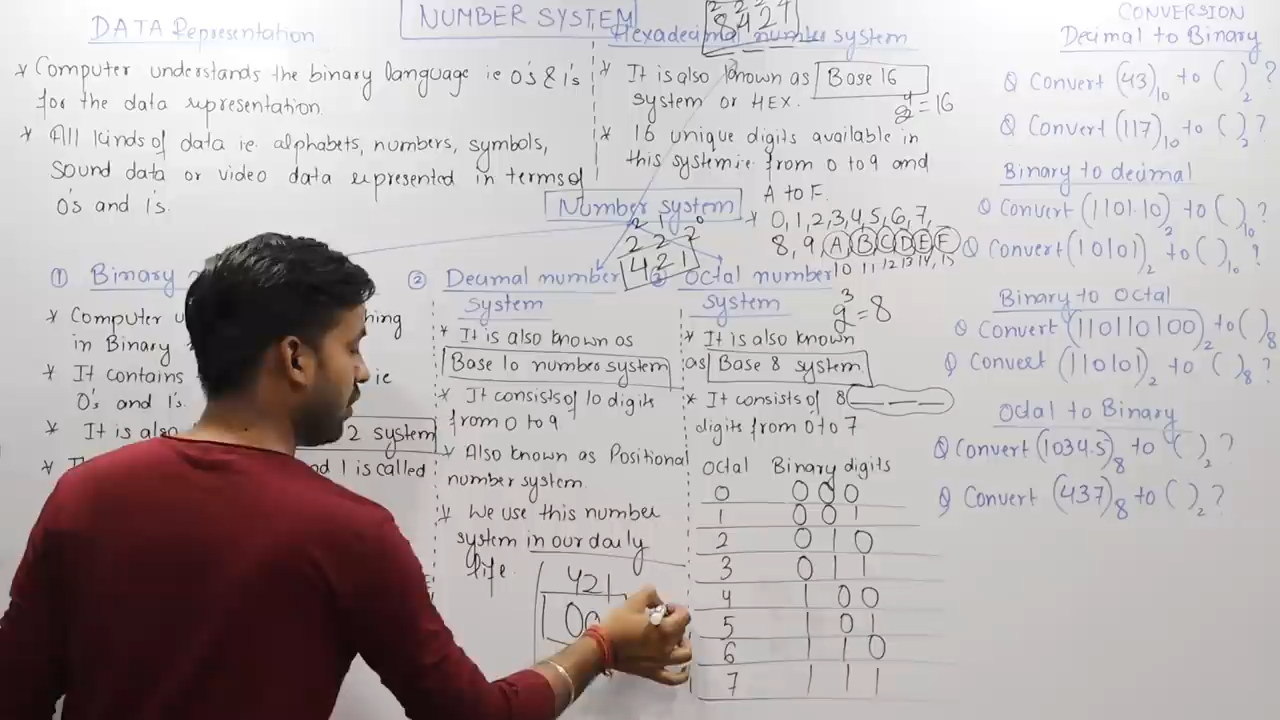 NUMBER SYSTEM
DATA Representation
* Computer understands the binary language ie 0's & 1's
for the data representation.
* All kinds of data ie. alphabets, numbers, symbols,
sound data or video data represented in terms of
0's and 1's.
8421
Hexadecimal number system
* It is also known as Base 16
system or HEX.
2⁴ = 16
* 16 unique digits available in
this system ie from 0 to 9 and
A to F.
* 0, 1, 2, 3, 4, 5, 6, 7,
8, 9, A B C D E F
10 11 12 13 14, 15
Number system
2 1 0
2 2 2
4 2 1
① Binary
* Computer
in Binary
* It contains ie
0's and 1's.
* It is also 2 system
* and 1 is called
② Decimal number
system
* It is also known as
Base 10 number system
* It consists of 10 digits
from 0 to 9
* Also known as Positional
number system.
* We use this number
system in our daily
life.
421
③ Octal number
system
2³ = 8
* It is also known
as Base 8 system.
* It consists of 8
digits from 0 to 7
Octal Binary digits
0 0 0 0
1 0 0 1
2 0 1 0
3 0 1 1
4 1 0 0
5 1 0 1
6 1 1 0
7 1 1 1
CONVERSION
Decimal to Binary
Q Convert (43)₁₀ to ( )₂ ?
Q Convert (117)₁₀ to ( )₂ ?
Binary to decimal
Q Convert (1101.10)₂ to ( )₁₀ ?
Q Convert (1010)₂ to ( )₁₀ ?
Binary to Octal
Q Convert (110110100)₂ to ( )₈
Q Convert (110101)₂ to ( )₈ ?
Octal to Binary
Q Convert (1034.5)₈ to ( )₂ ?
Q Convert (437)₈ to ( )₂ ?